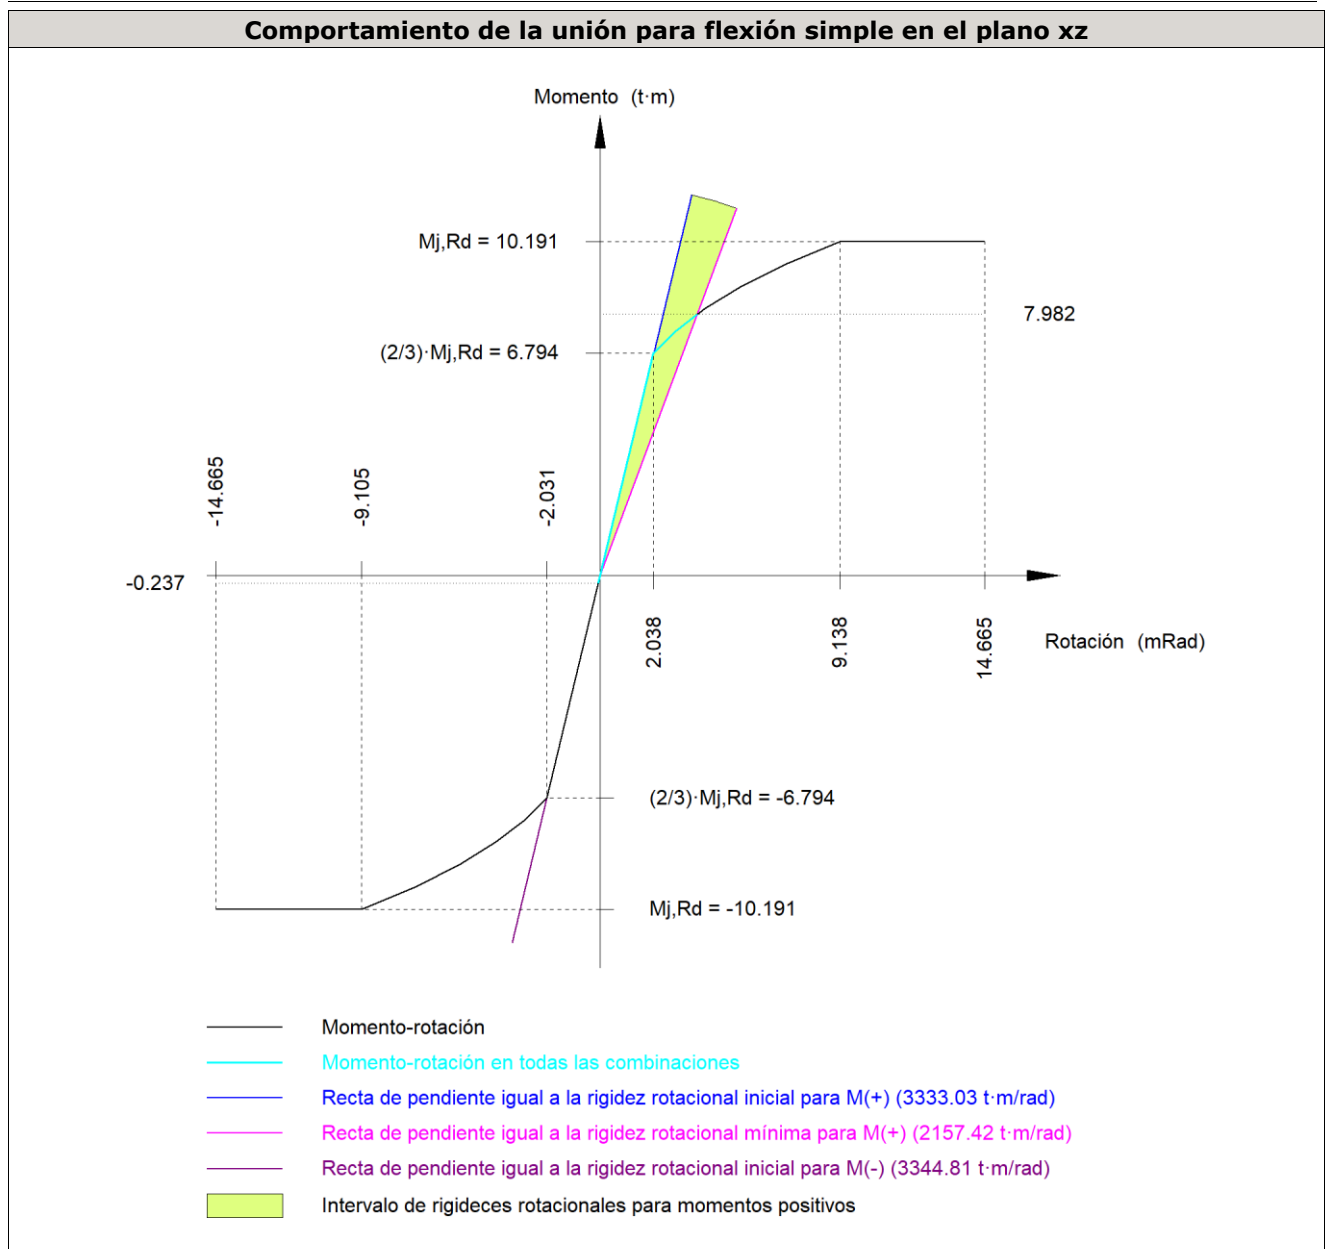 Comportamiento de la unión para flexión simple en el plano xz
Momento (t·m)
Mj,Rd = 10.191
7.982
(2/3)·Mj,Rd = 6.794
-14.665
-9.105
-2.031
-0.237
2.038
9.138
14.665
Rotación (mRad)
(2/3)·Mj,Rd = -6.794
Mj,Rd = -10.191
Momento-rotación
Momento-rotación en todas las combinaciones
Recta de pendiente igual a la rigidez rotacional inicial para M(+) (3333.03 t·m/rad)
Recta de pendiente igual a la rigidez rotacional mínima para M(+) (2157.42 t·m/rad)
Recta de pendiente igual a la rigidez rotacional inicial para M(-) (3344.81 t·m/rad)
Intervalo de rigideces rotacionales para momentos positivos